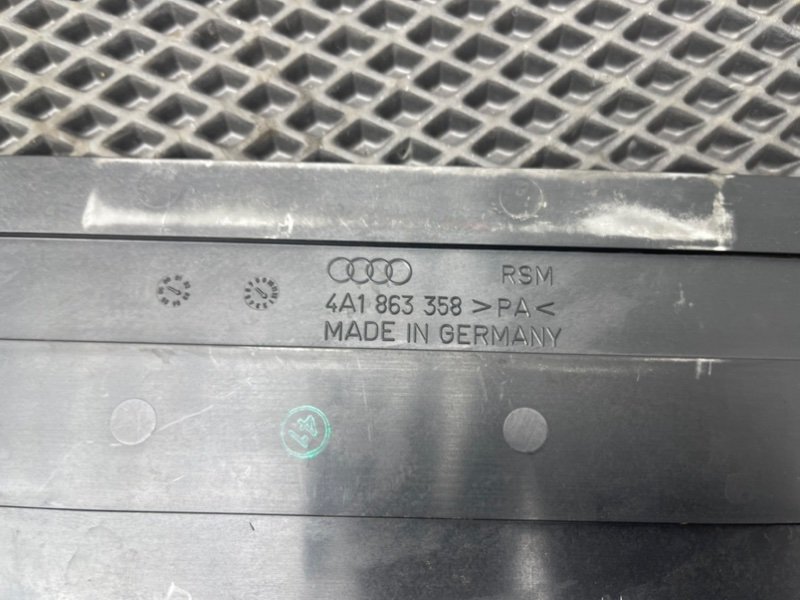 RSM
4A1 863 358 >PA<
MADE IN GERMANY